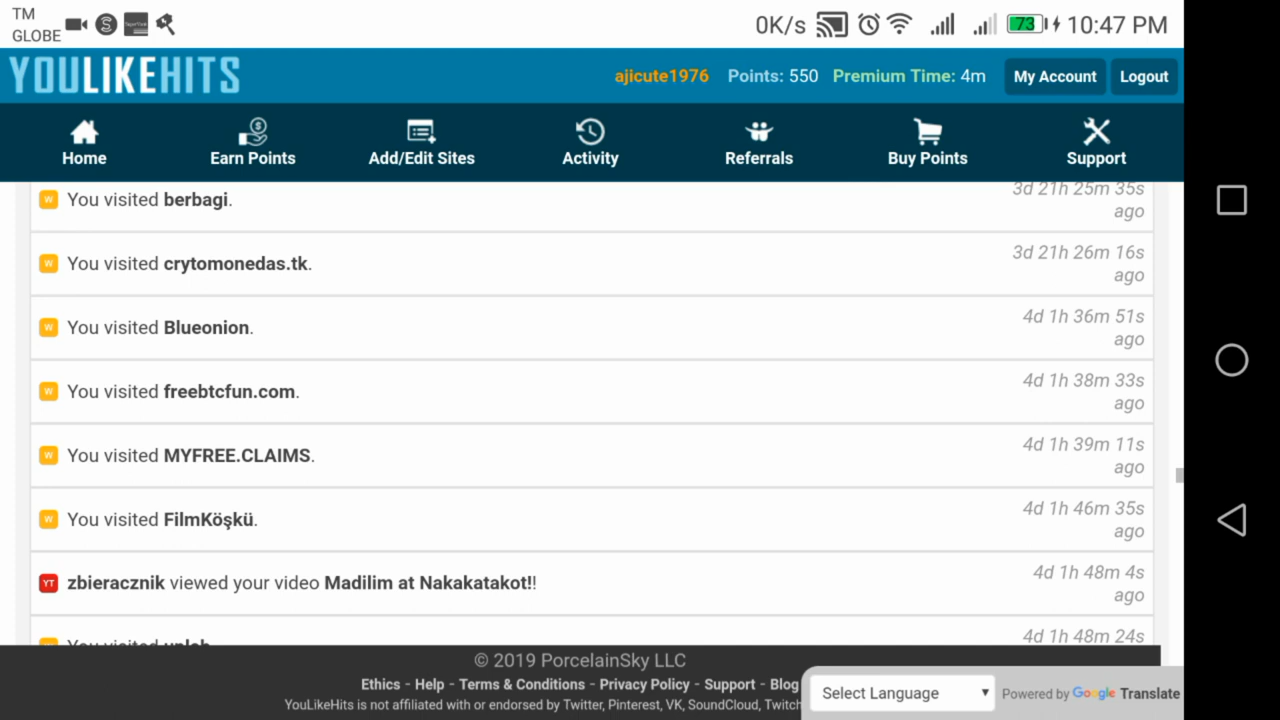 TM
GLOBE
0K/s 73 10:47 PM
YOULIKEHITS
ajicute1976 Points: 550 Premium Time: 4m My Account Logout
Home Earn Points Add/Edit Sites Activity Referrals Buy Points Support
W You visited berbagi. 3d 21h 25m 35s
ago
W You visited crytomonedas.tk. 3d 21h 26m 16s
ago
W You visited Blueonion. 4d 1h 36m 51s
ago
W You visited freebtcfun.com. 4d 1h 38m 33s
ago
W You visited MYFREE.CLAIMS. 4d 1h 39m 11s
ago
W You visited FilmKöşkü. 4d 1h 46m 35s
ago
YT zbieracznik viewed your video Madilim at Nakakatakot!! 4d 1h 48m 4s
ago
You visited 4d 1h 48m 24s
© 2019 PorcelainSky LLC
Ethics - Help - Terms & Conditions - Privacy Policy - Support - Blog
YouLikeHits is not affiliated with or endorsed by Twitter, Pinterest, VK, SoundCloud, Twitch
Select Language Powered by Google Translate